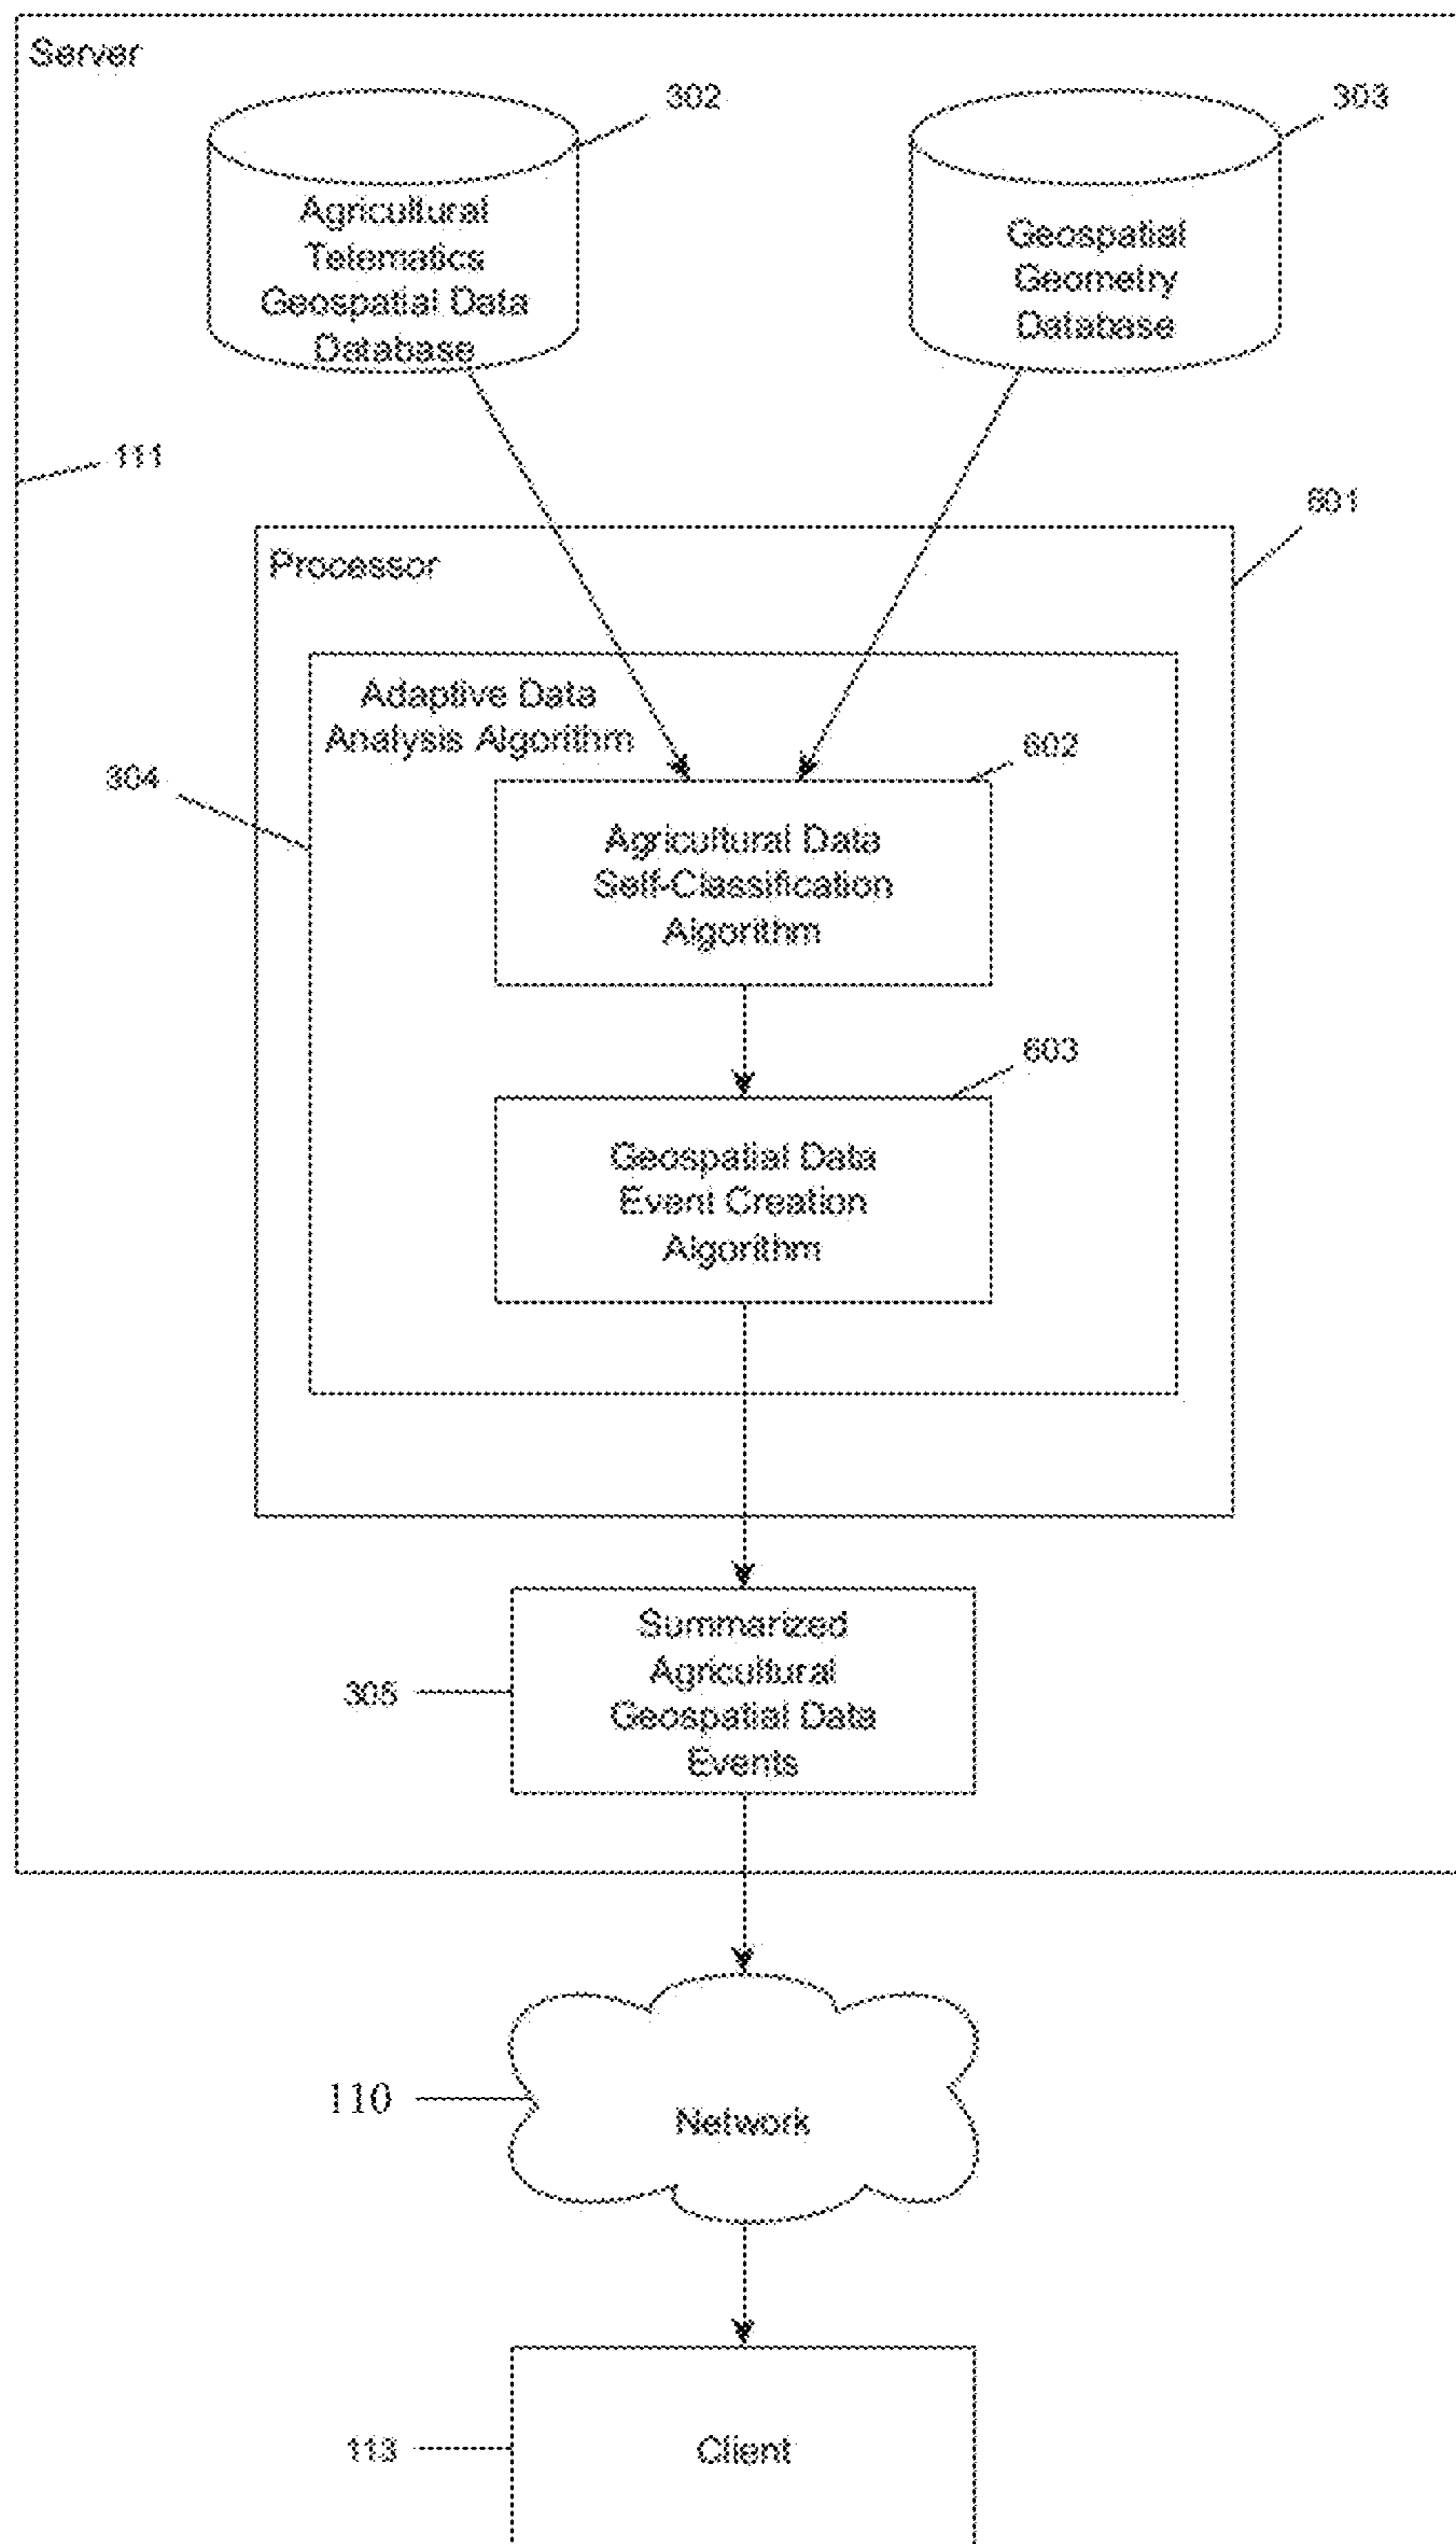 Server
302
303
Agricultural
Telematics
Geospatial Data
Database
Geospatial
Geometry
Database
111
601
Processor
Adaptive Data
Analysis Algorithm
304
602
Agricultural Data
Self-Classification
Algorithm
603
Geospatial Data
Event Creation
Algorithm
Summarized
Agricultural
Geospatial Data
Events
305
110
Network
113
Client